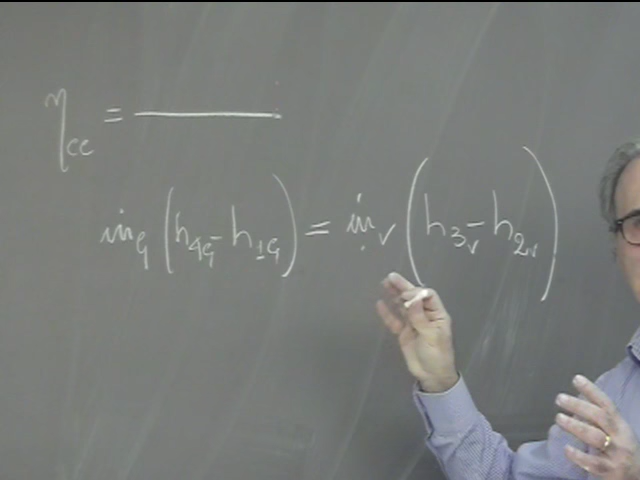 η_cc = ———
ṁ_G (h_4G - h_1G) = ṁ_v (h_3v - h_2v)